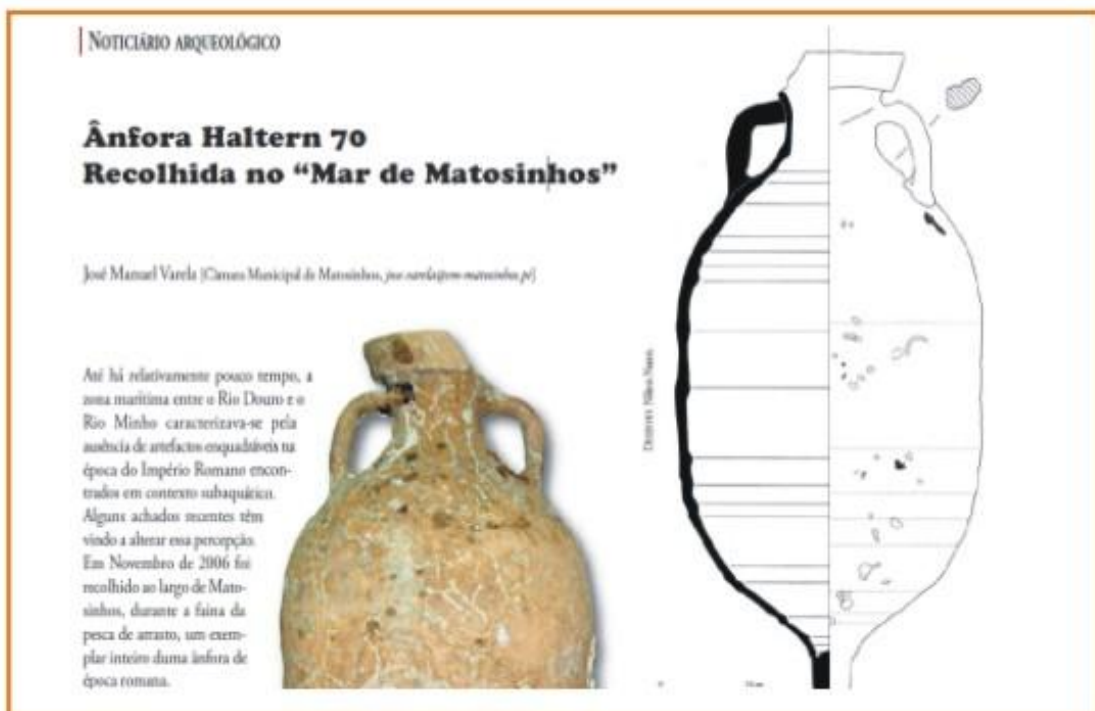 NOTICIÁRIO ARQUEOLÓGICO
Ânfora Haltern 70
Recolhida no “Mar de Matosinhos”
José Manuel Varela [Câmara Municipal de Matosinhos,
Até há relativamente pouco tempo, a
zona marítima entre o Rio Douro e o
Rio Minho caracterizava-se pela
ausência de artefactos enquadráveis na
época do Império Romano encon-
trados em contexto subaquático.
Alguns achados recentes têm
vindo a alterar essa percepção.
Em Novembro de 2006 foi
recolhido ao largo de Mato-
sinhos, durante a faina da
pesca de arrasto, um exem-
plar inteiro duma ânfora de
época romana.